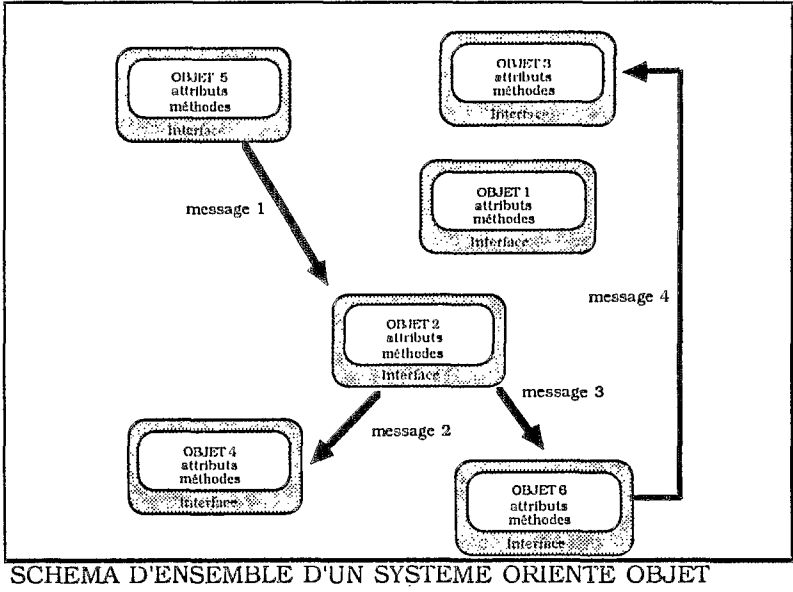 OBJET 5
attributs
méthodes
Interface
OBJET 3
attributs
méthodes
Interface
OBJET 1
attributs
méthodes
Interface
message 1
message 4
OBJET 2
attributs
méthodes
Interface
message 3
message 2
OBJET 4
attributs
méthodes
Interface
OBJET 6
attributs
méthodes
Interface
SCHEMA D'ENSEMBLE D'UN SYSTEME ORIENTE OBJET